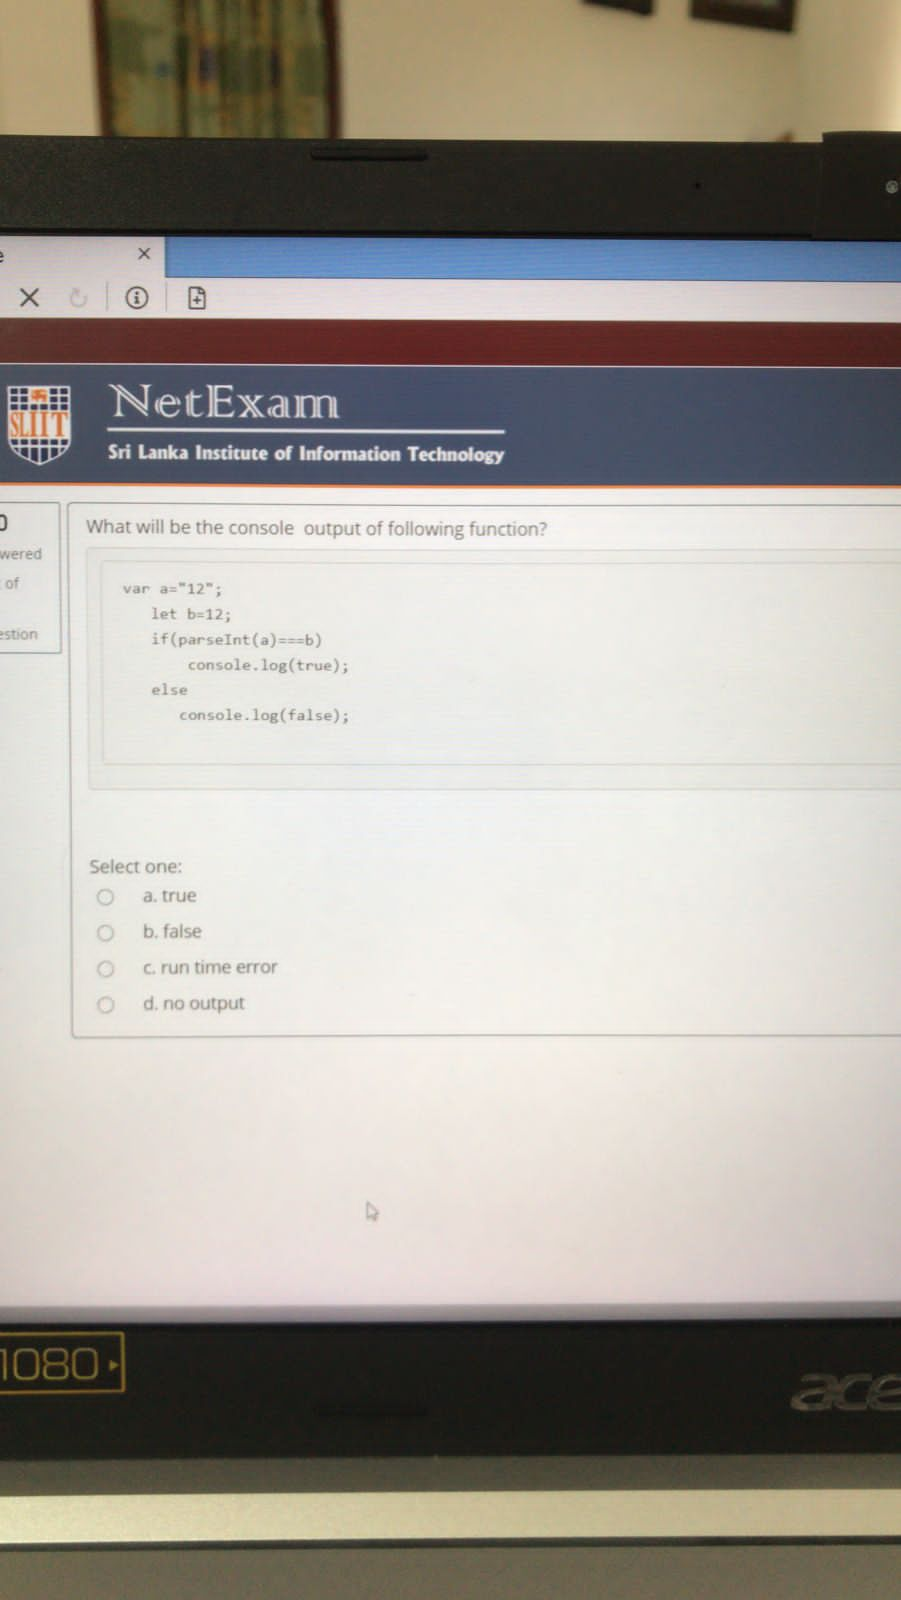 SLIIT
NetExam
Sri Lanka Institute of Information Technology
wered
of
estion
What will be the console output of following function?
var a="12";
let b=12;
if(parseInt(a)===b)
console.log(true);
else
console.log(false);
Select one:
a. true
b. false
c. run time error
d. no output
1080
ace